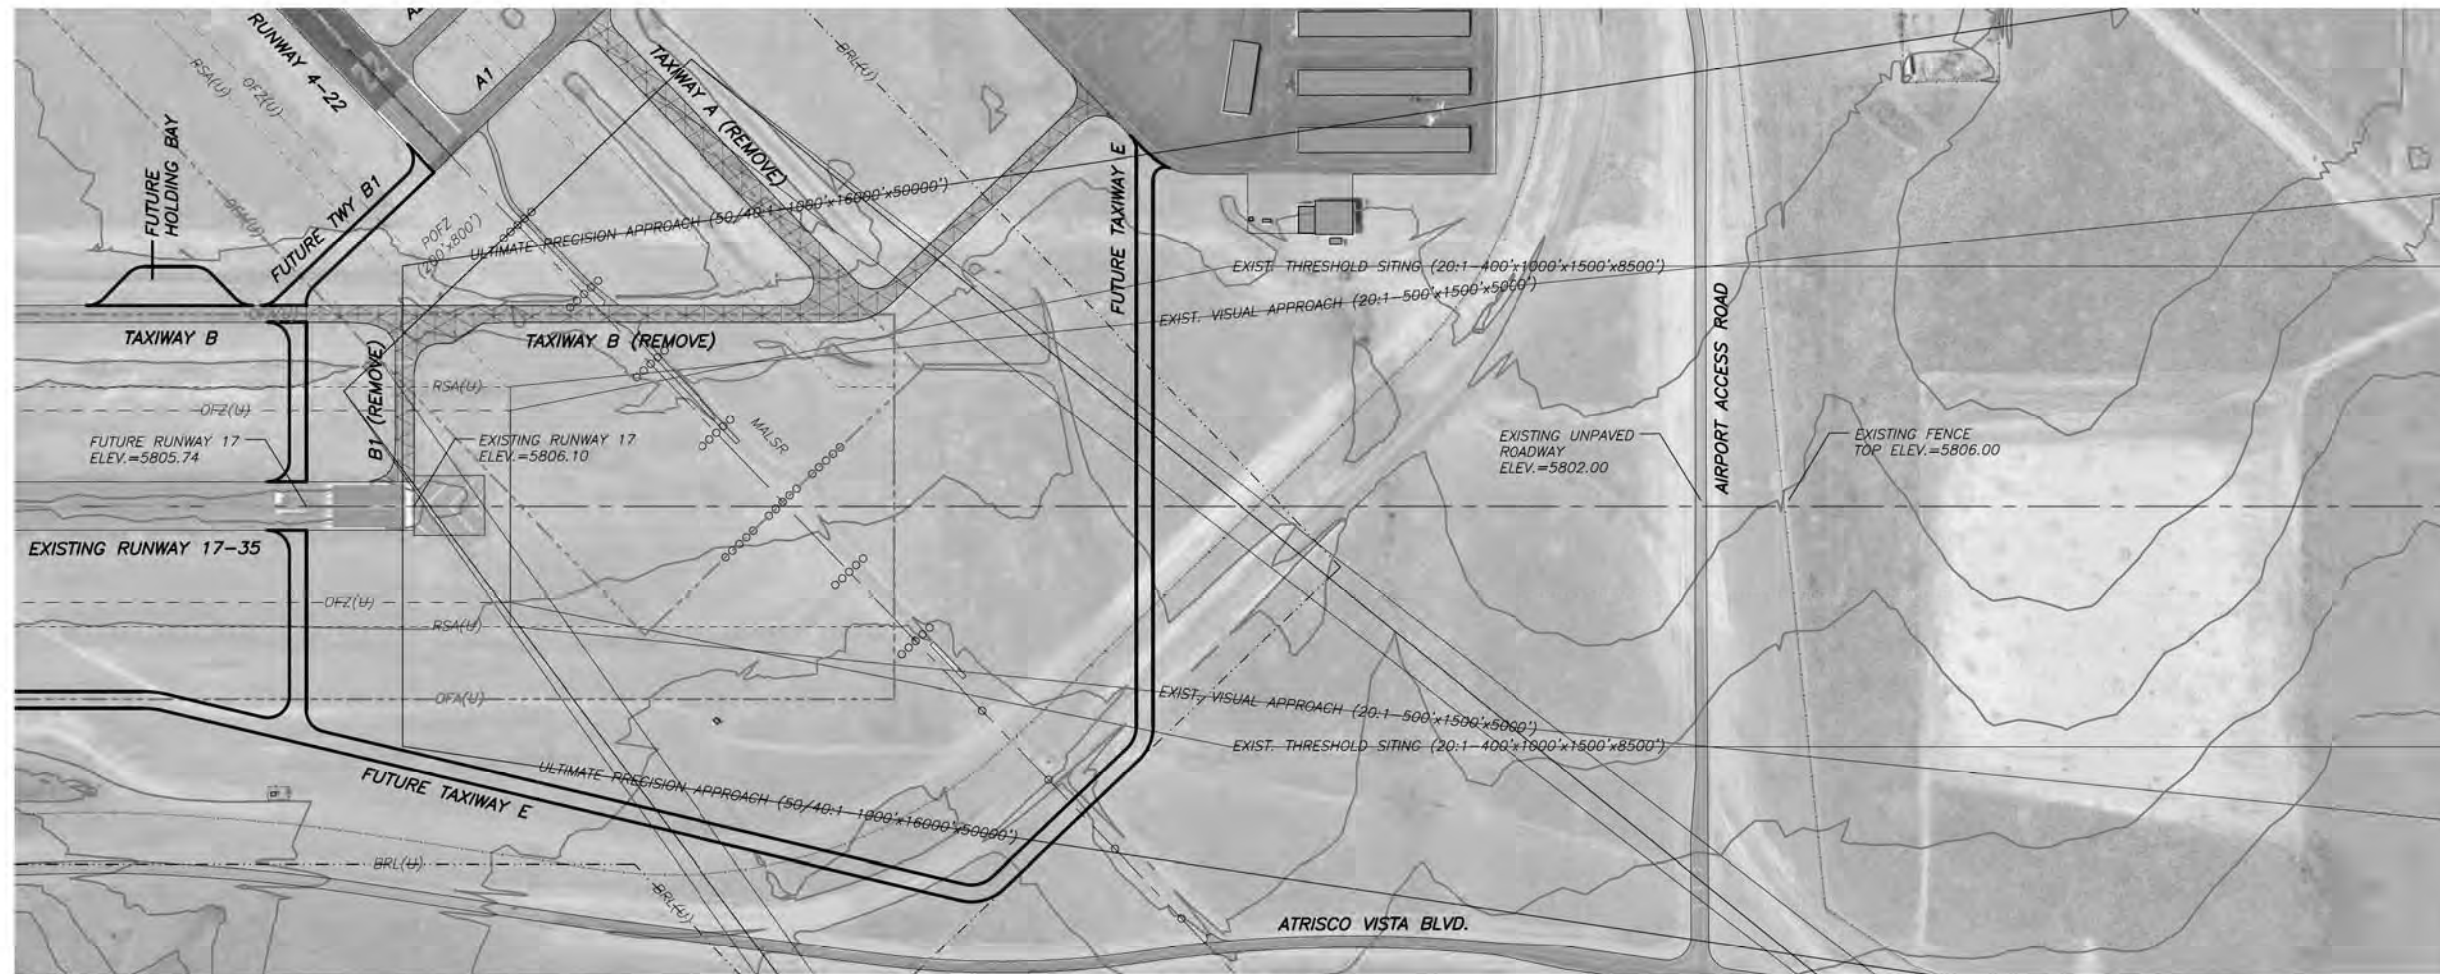 RUNWAY 4-22
22
A1
RSA(U)
OFZ(U)
OFA(U)
TAXIWAY A (REMOVE)
BRL(U)
FUTURE
HOLDING BAY
FUTURE TWY B1
POFZ
(200'x800')
ULTIMATE PRECISION APPROACH (50/40:1-1000'x16000'x50000')
FUTURE TAXIWAY E
EXIST. THRESHOLD SITING (20:1-400'x1000'x1500'x8500')
EXIST. VISUAL APPROACH (20:1-500'x1500'x5000')
AIRPORT ACCESS ROAD
TAXIWAY B
TAXIWAY B (REMOVE)
B1 (REMOVE)
RSA(U)
OFZ(U)
MALSR
FUTURE RUNWAY 17
ELEV.=5805.74
EXISTING RUNWAY 17
ELEV.=5806.10
EXISTING UNPAVED
ROADWAY
ELEV.=5802.00
EXISTING FENCE
TOP ELEV.=5806.00
EXISTING RUNWAY 17-35
OFZ(U)
RSA(U)
OFA(U)
EXIST. VISUAL APPROACH (20:1-500'x1500'x5000')
EXIST. THRESHOLD SITING (20:1-400'x1000'x1500'x8500')
ULTIMATE PRECISION APPROACH (50/40:1-1000'x16000'x50000')
FUTURE TAXIWAY E
BRL(U)
BRL(U)
ATRISCO VISTA BLVD.